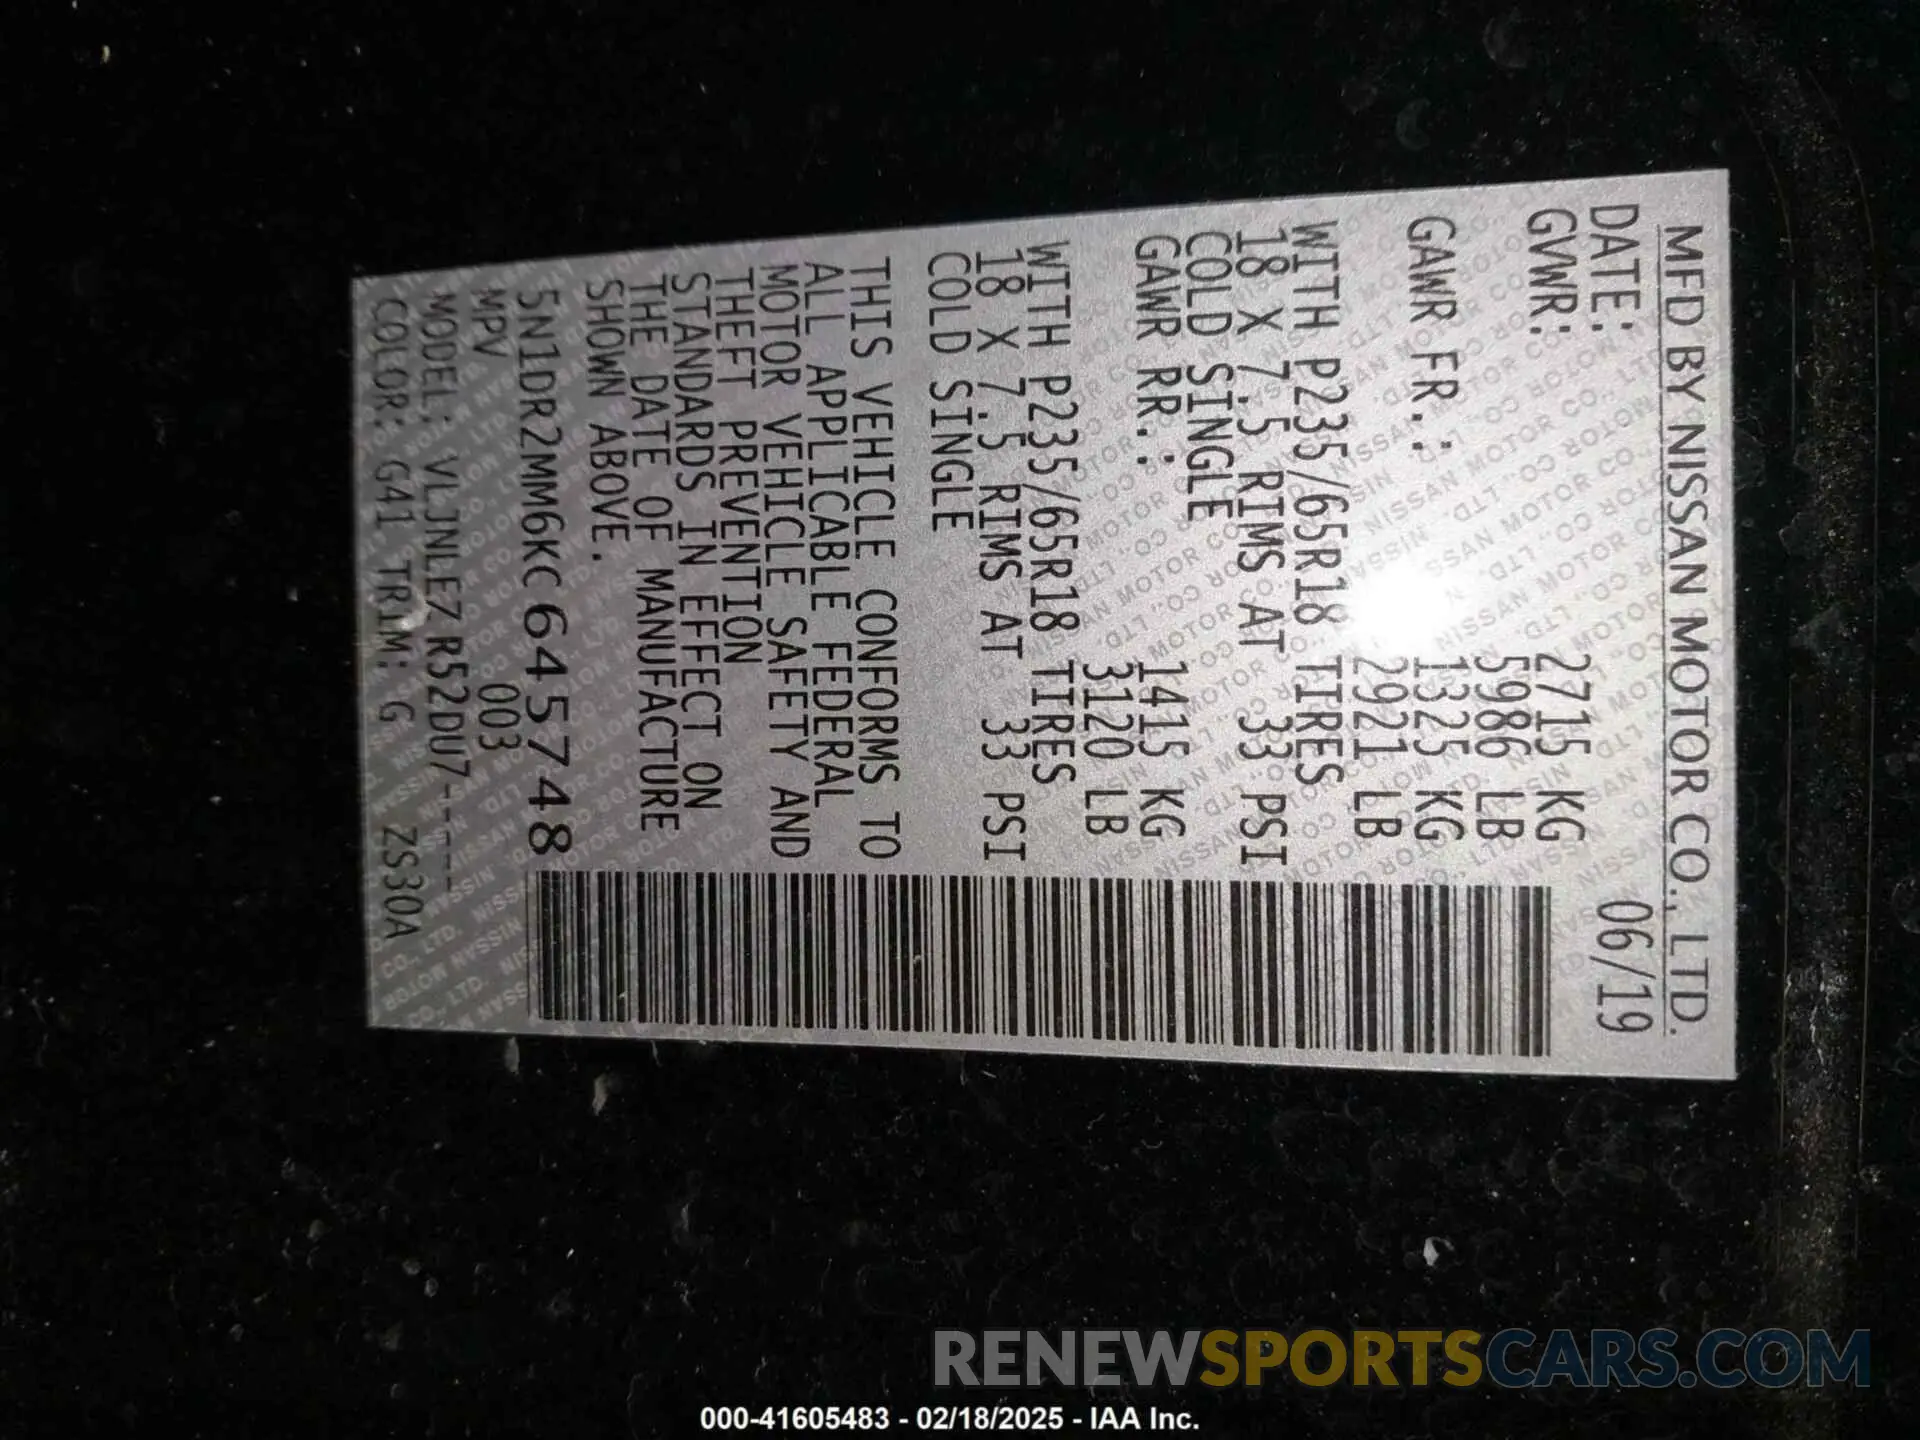 MFD BY NISSAN MOTOR CO., LTD.
DATE: 06/19
GVWR: 2715 KG
5986 LB
GAWR FR.: 1325 KG
2921 LB
WITH P235/65R18 TIRES
18 X 7.5 RIMS AT 33 PSI
COLD SINGLE
GAWR RR.: 1415 KG
3120 LB
WITH P235/65R18 TIRES
18 X 7.5 RIMS AT 33 PSI
COLD SINGLE
THIS VEHICLE CONFORMS TO
ALL APPLICABLE FEDERAL
MOTOR VEHICLE SAFETY AND
THEFT PREVENTION
STANDARDS IN EFFECT ON
THE DATE OF MANUFACTURE
SHOWN ABOVE.
5N1DR2MM6KC645748
MPV 003
MODEL: VLJNLE7 R52DU7-----
COLOR: G41 TRIM: G ZS30A
RENEWSPORTSCARS.COM
000-41605483 - 02/18/2025 - IAA Inc.